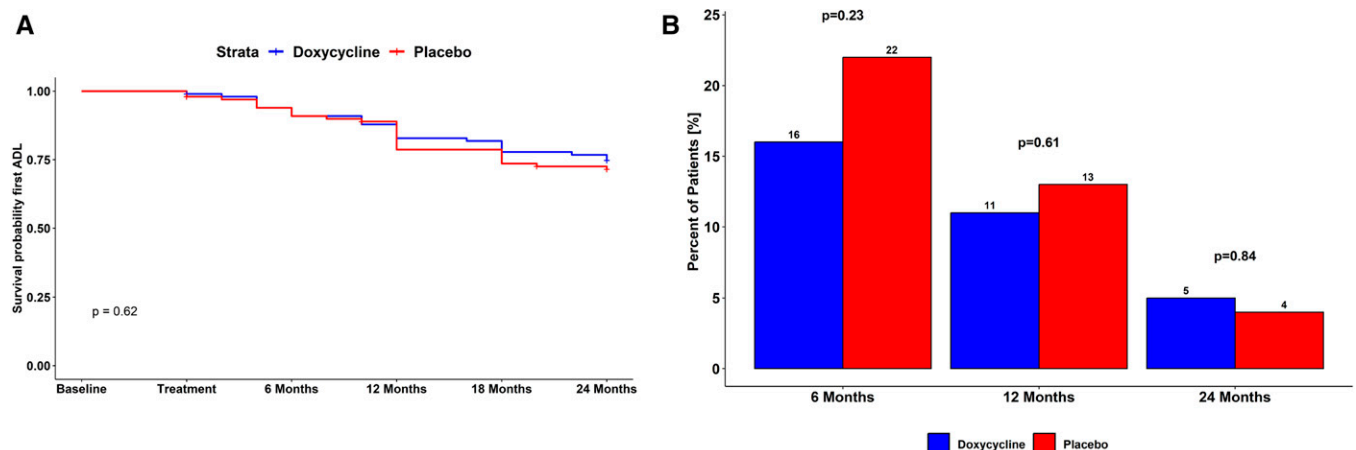 A
Strata Doxycycline Placebo
Survival probability first ADL
1.00
0.75
0.50
0.25
0.00
p = 0.62
Baseline Treatment 6 Months 12 Months 18 Months 24 Months
B
Percent of Patients [%]
25
20
15
10
5
0
p=0.23
22
16
p=0.61
13
11
p=0.84
5
4
6 Months 12 Months 24 Months
Doxycycline Placebo